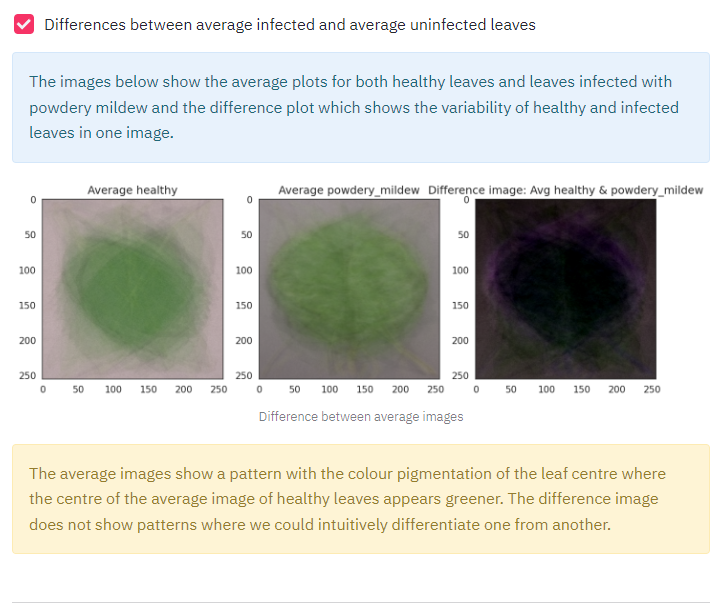 Differences between average infected and average uninfected leaves
The images below show the average plots for both healthy leaves and leaves infected with
powdery mildew and the difference plot which shows the variability of healthy and infected
leaves in one image.
Average healthy
Average powdery_mildew
Difference image: Avg healthy & powdery_mildew
0
50
100
150
200
250
0 50 100 150 200 250
0
50
100
150
200
250
0 50 100 150 200 250
0
50
100
150
200
250
0 50 100 150 200 250
Difference between average images
The average images show a pattern with the colour pigmentation of the leaf centre where
the centre of the average image of healthy leaves appears greener. The difference image
does not show patterns where we could intuitively differentiate one from another.